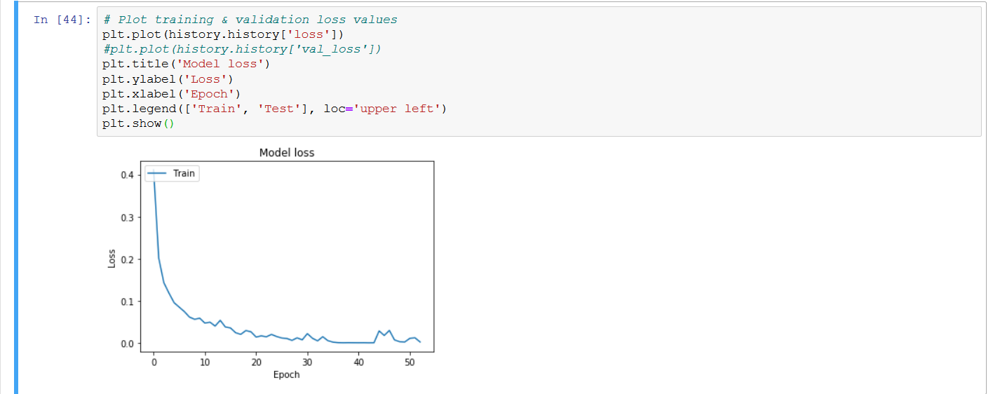 In [44]: # Plot training & validation loss values
plt.plot(history.history['loss'])
#plt.plot(history.history['val_loss'])
plt.title('Model loss')
plt.ylabel('Loss')
plt.xlabel('Epoch')
plt.legend(['Train', 'Test'], loc='upper left')
plt.show()
Model loss
Train
0.4
0.3
0.2
0.1
0.0
Loss
0 10 20 30 40 50
Epoch